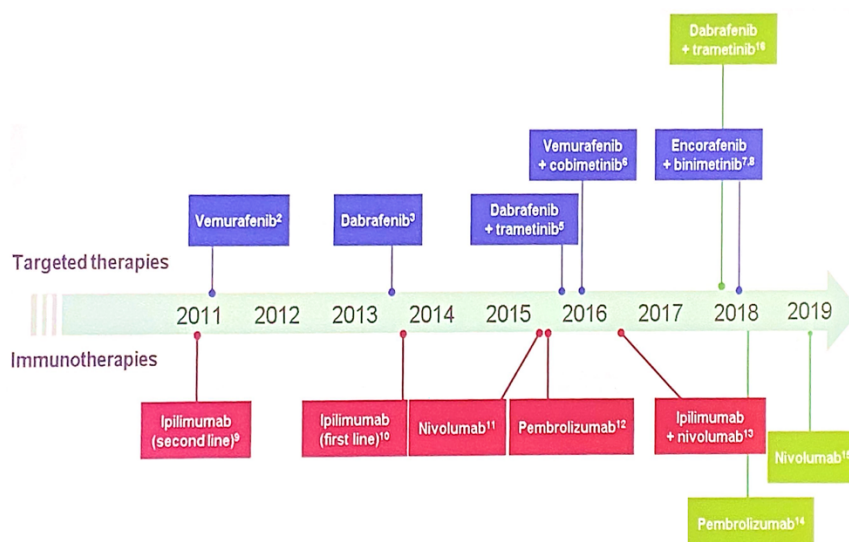 Dabrafenib
+ trametinib¹⁶
Vemurafenib
+ cobimetinib⁶
Encorafenib
+ binimetinib⁷,⁸
Vemurafenib²
Dabrafenib³
Dabrafenib
+ trametinib⁵
Targeted therapies
2011 2012 2013 2014 2015 2016 2017 2018 2019
Immunotherapies
Ipilimumab
(second line)⁹
Ipilimumab
(first line)¹⁰
Nivolumab¹¹
Pembrolizumab¹²
Ipilimumab
+ nivolumab¹³
Nivolumab¹⁵
Pembrolizumab¹⁴